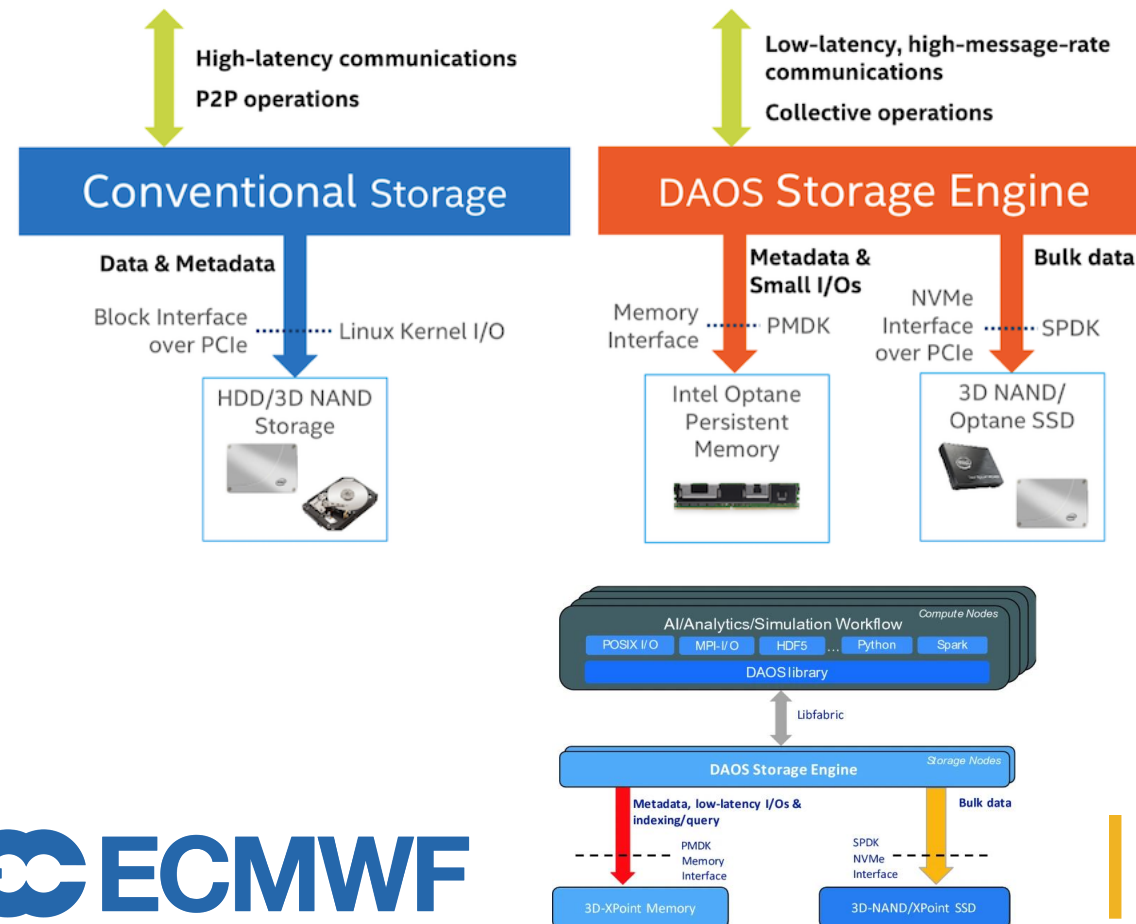 High-latency communications
P2P operations
Conventional Storage
Data & Metadata
Block Interface
over PCIe
Linux Kernel I/O
HDD/3D NAND
Storage
Low-latency, high-message-rate
communications
Collective operations
DAOS Storage Engine
Metadata &
Small I/Os
Memory
Interface
PMDK
Intel Optane
Persistent
Memory
Bulk data
NVMe
Interface
over PCIe
SPDK
3D NAND/
Optane SSD
Compute Nodes
AI/Analytics/Simulation Workflow
POSIX I/O
MPI-I/O
HDF5
...
Python
Spark
DAOS library
Libfabric
Storage Nodes
DAOS Storage Engine
Metadata, low-latency I/Os &
indexing/query
PMDK
Memory
Interface
3D-XPoint Memory
Bulk data
SPDK
NVMe
Interface
3D-NAND/XPoint SSD
ECMWF